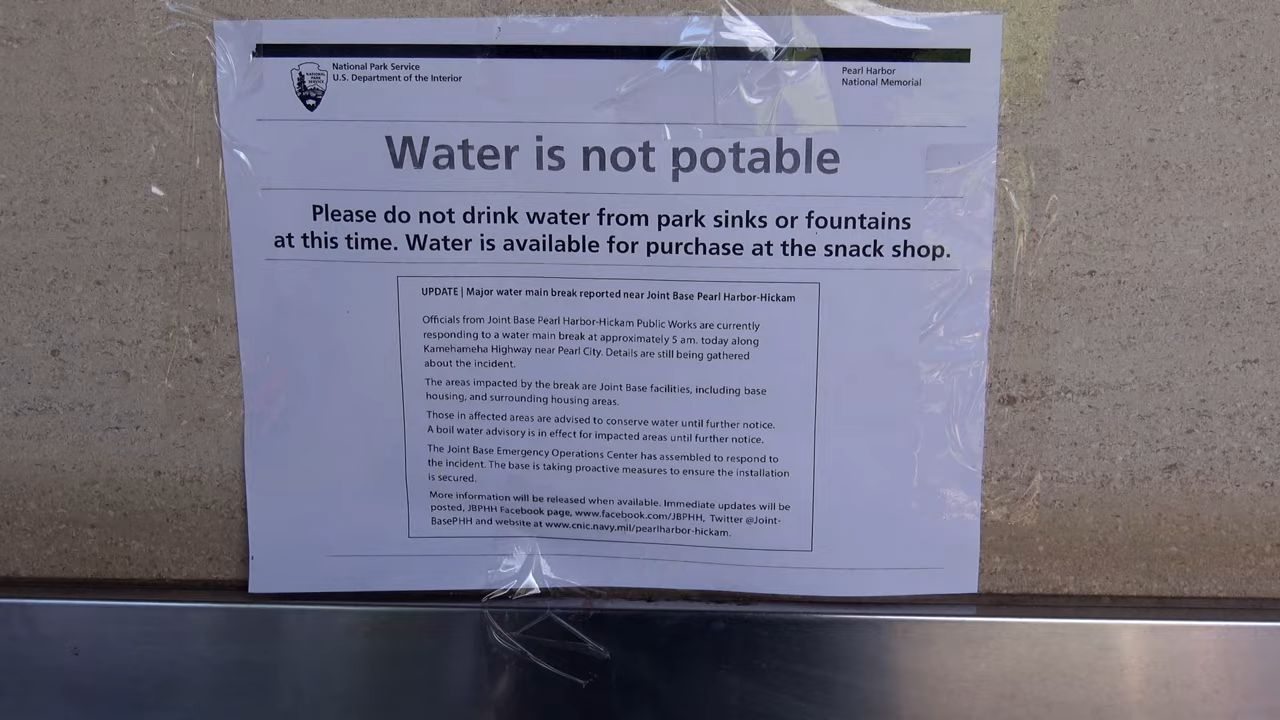 National Park Service
U.S. Department of the Interior
Pearl Harbor
National Memorial
NATIONAL
PARK
SERVICE
Water is not potable
Please do not drink water from park sinks or fountains
at this time. Water is available for purchase at the snack shop.
UPDATE | Major water main break reported near Joint Base Pearl Harbor-Hickam
Officials from Joint Base Pearl Harbor-Hickam Public Works are currently
responding to a water main break at approximately 5 am. today along
Kamehameha Highway near Pearl City. Details are still being gathered
about the incident.
The areas impacted by the break are Joint Base facilities, including base
housing, and surrounding housing areas.
Those in affected areas are advised to conserve water until further notice.
A boil water advisory is in effect for impacted areas until further notice.
The Joint Base Emergency Operations Center has assembled to respond to
the incident. The base is taking proactive measures to ensure the installation
is secured.
More information will be released when available. Immediate updates will be
posted, JBPHH Facebook page, www.facebook.com/JBPHH, Twitter @Joint-
BasePHH and website at www.cnic.navy.mil/pearlharbor-hickam.